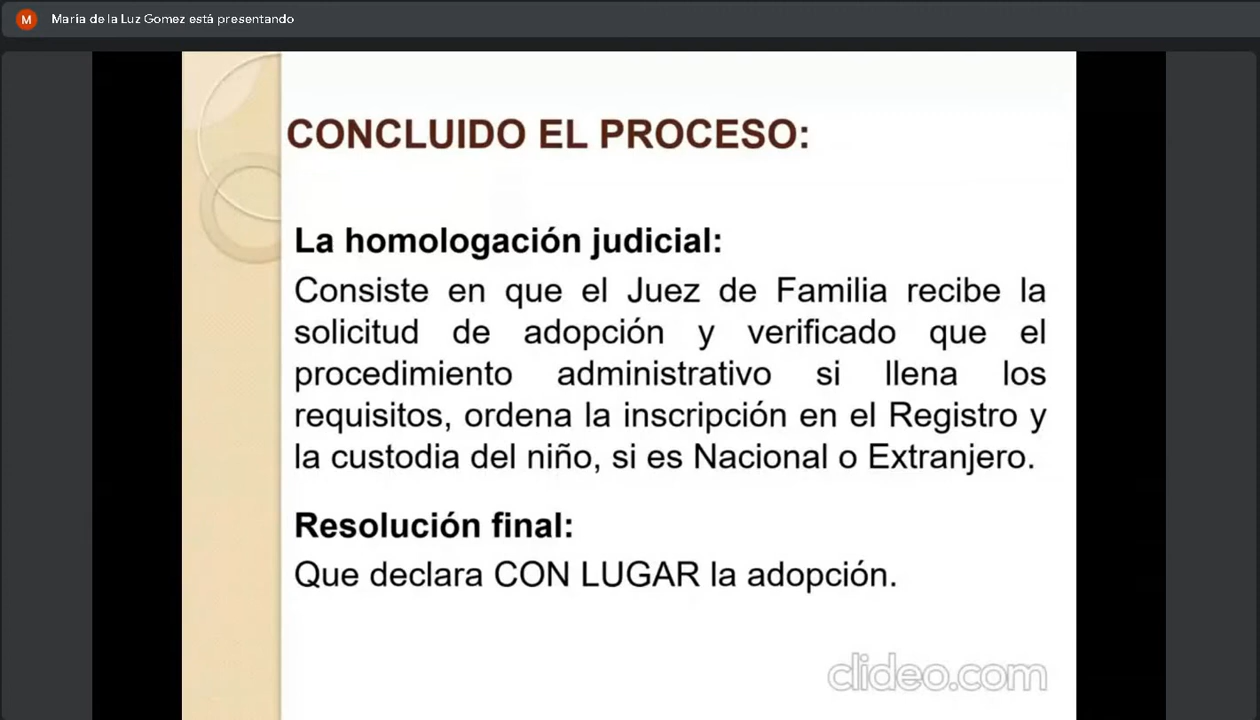 M
María de la Luz Gomez está presentando
CONCLUIDO EL PROCESO:
La homologación judicial:
Consiste en que el Juez de Familia recibe la
solicitud de adopción y verificado que el
procedimiento administrativo si llena los
requisitos, ordena la inscripción en el Registro y
la custodia del niño, si es Nacional o Extranjero.
Resolución final:
Que declara CON LUGAR la adopción.
clideo.com